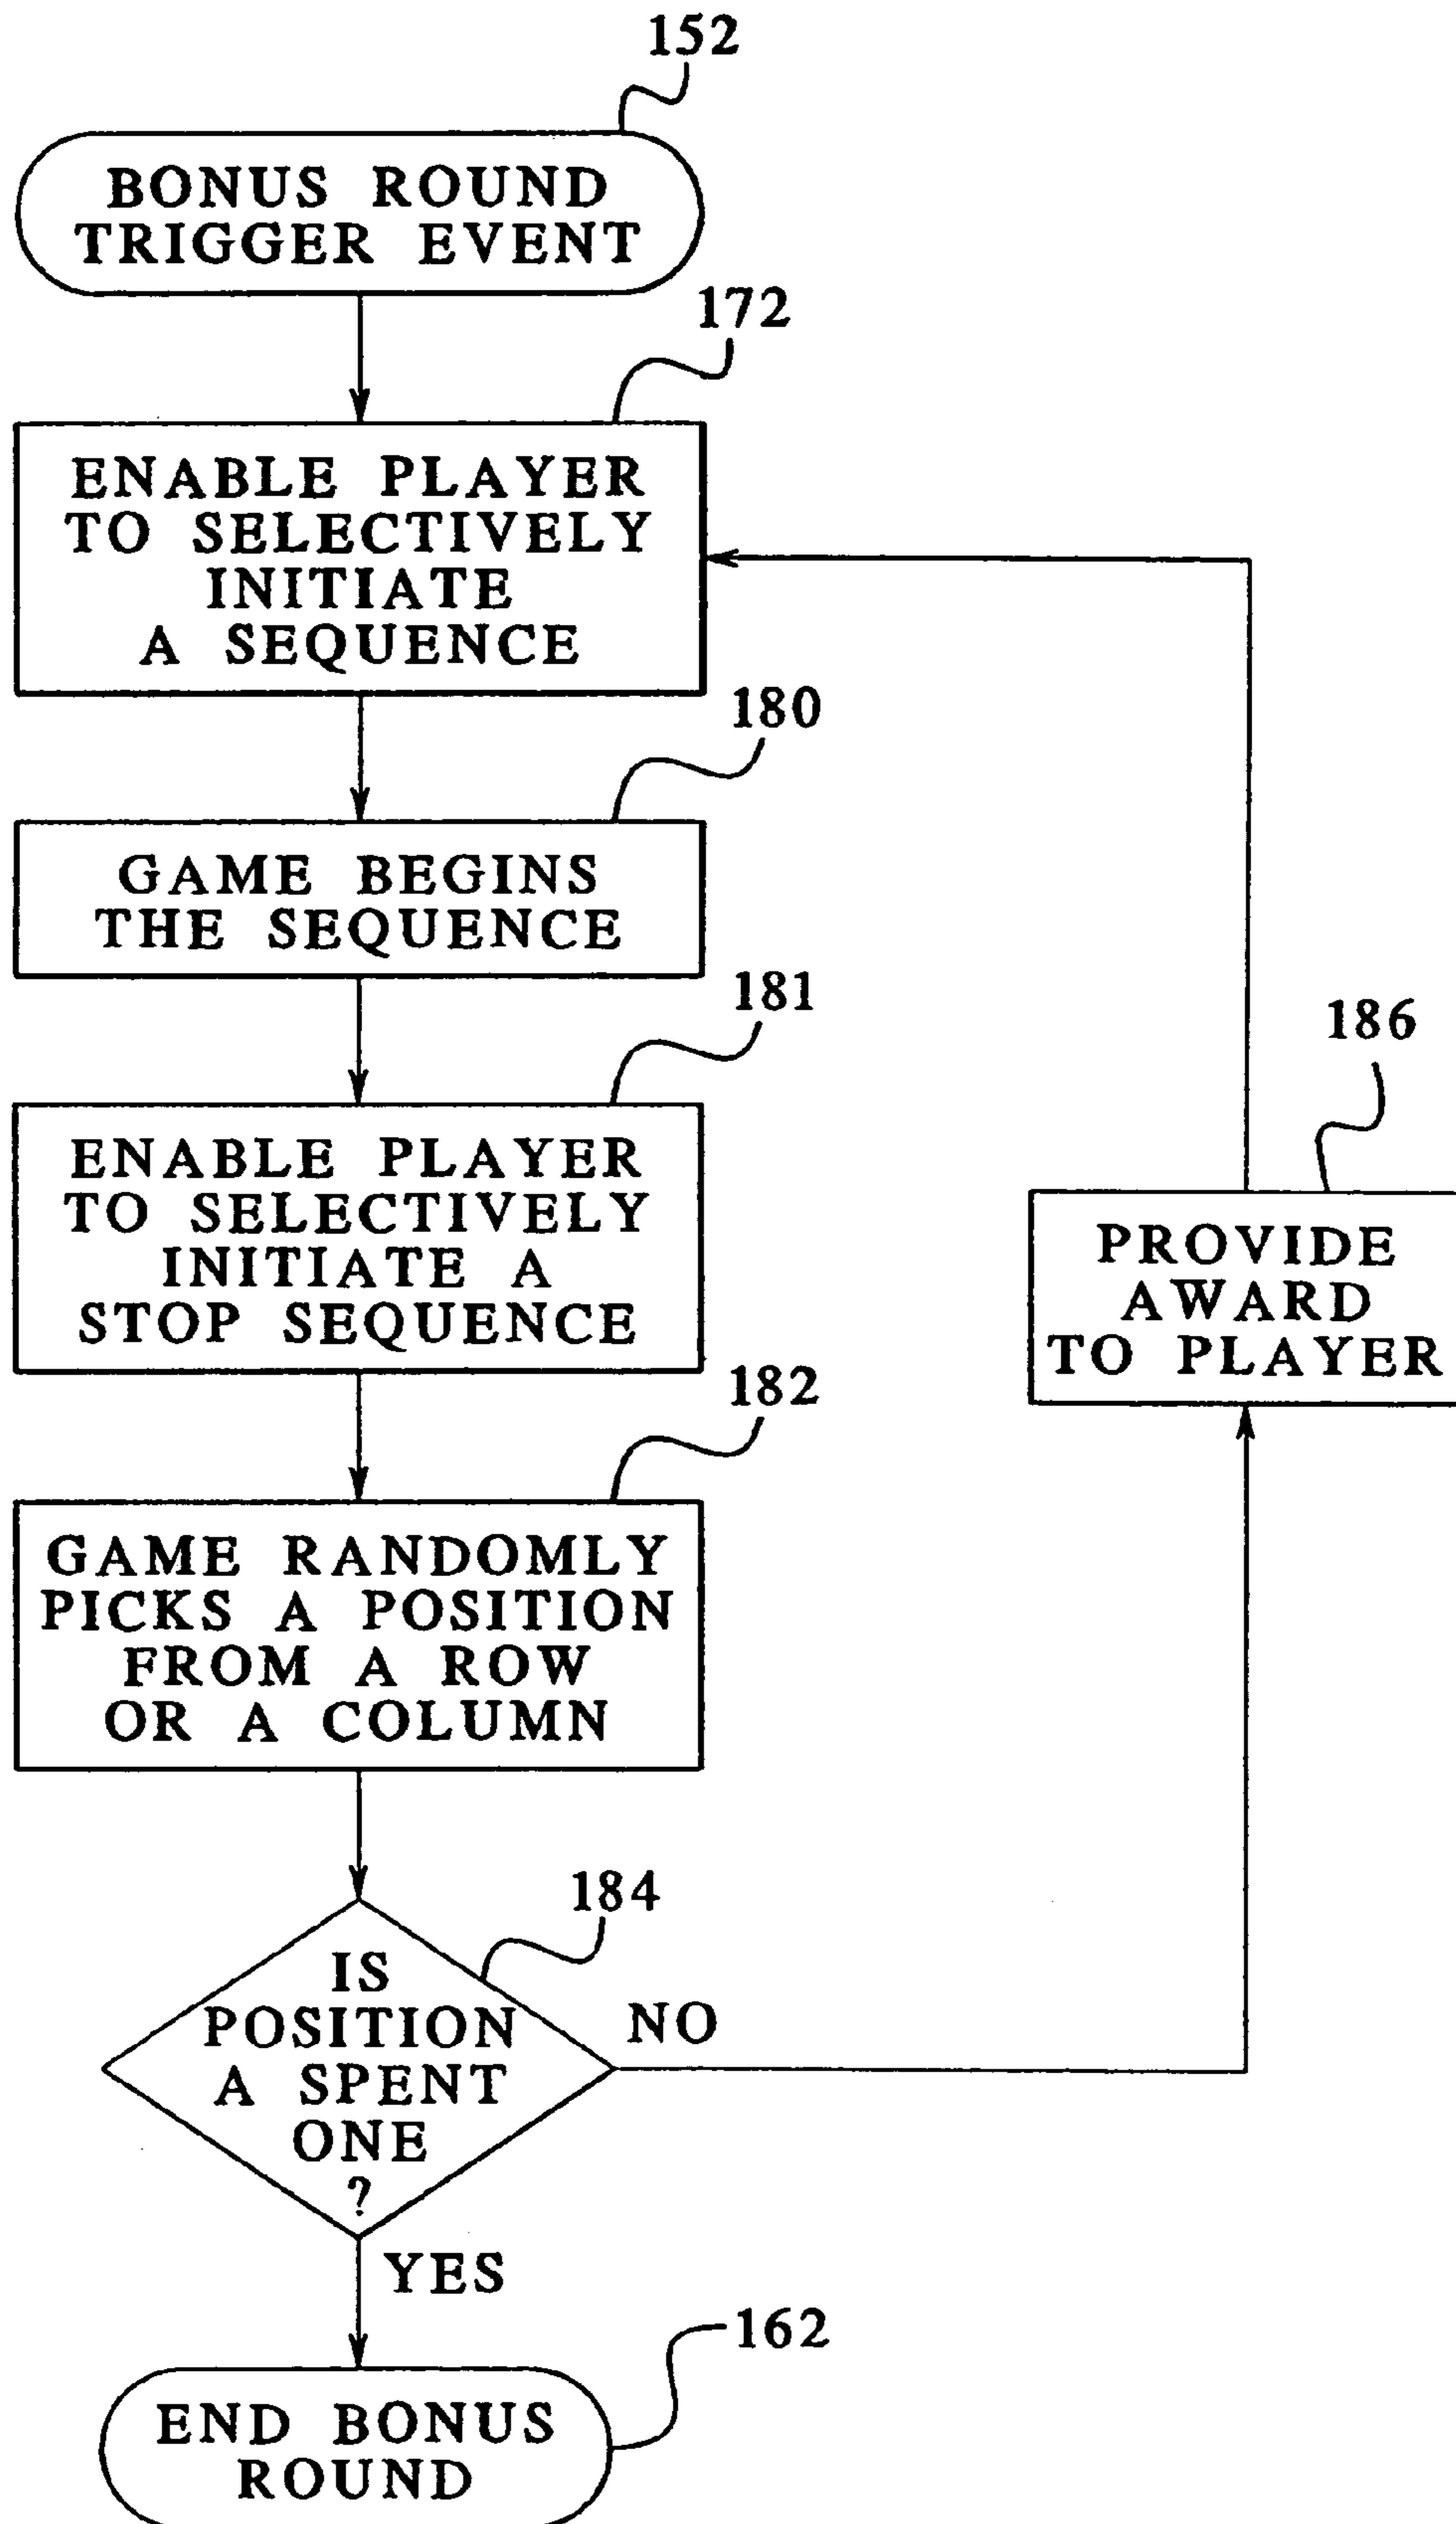 152
BONUS ROUND
TRIGGER EVENT
172
ENABLE PLAYER
TO SELECTIVELY
INITIATE
A SEQUENCE
180
GAME BEGINS
THE SEQUENCE
181
ENABLE PLAYER
TO SELECTIVELY
INITIATE A
STOP SEQUENCE
186
PROVIDE
AWARD
TO PLAYER
182
GAME RANDOMLY
PICKS A POSITION
FROM A ROW
OR A COLUMN
184
IS
POSITION
A SPENT
ONE
?
NO
YES
162
END BONUS
ROUND